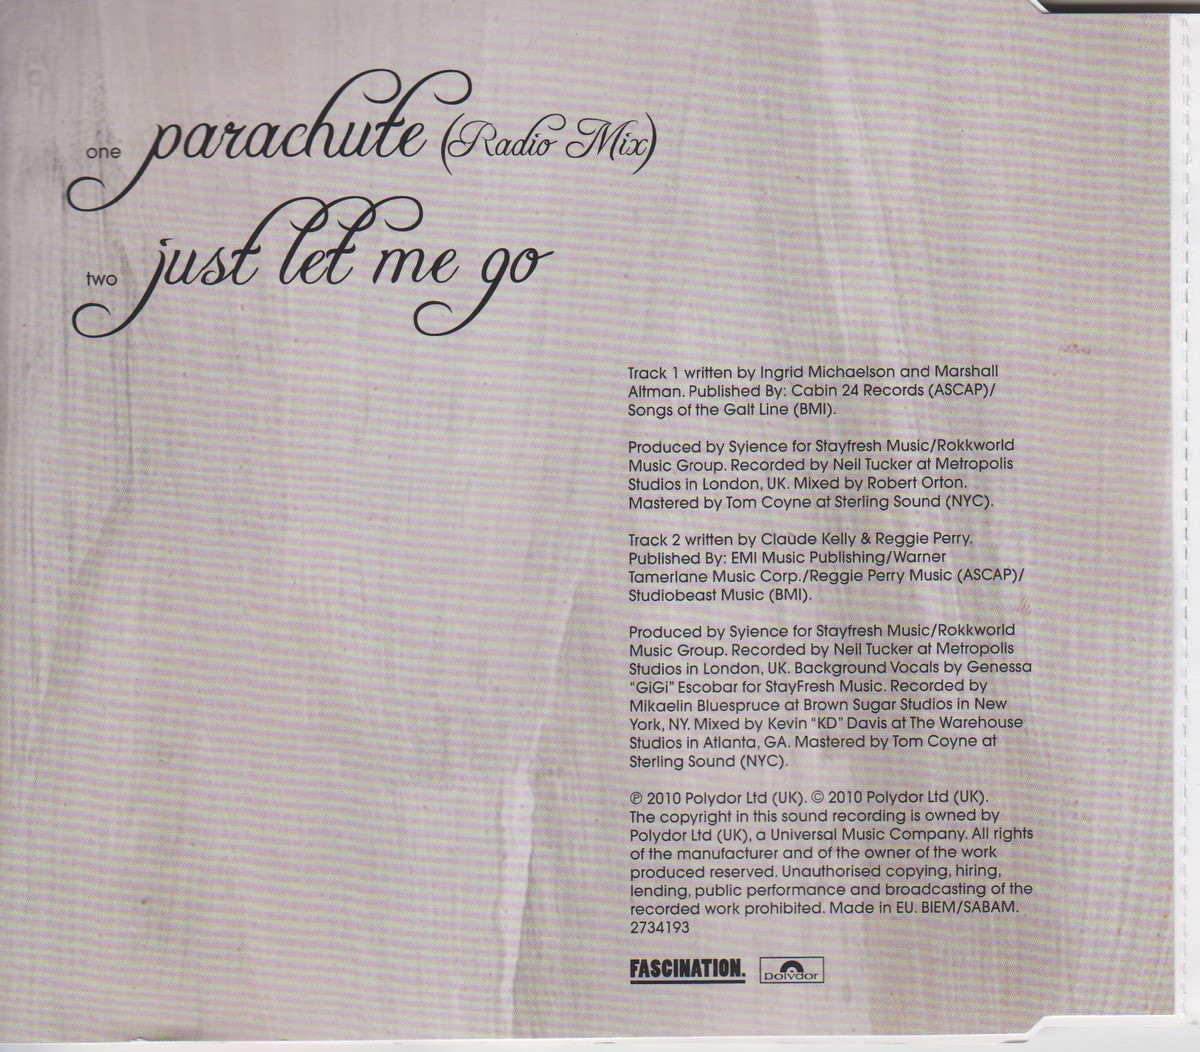 one parachute (Radio Mix)
two just let me go
Track 1 written by Ingrid Michaelson and Marshall
Altman. Published By: Cabin 24 Records (ASCAP)/
Songs of the Galt Line (BMI).
Produced by Syience for Stayfresh Music/Rokkworld
Music Group. Recorded by Neil Tucker at Metropolis
Studios in London, UK. Mixed by Robert Orton.
Mastered by Tom Coyne at Sterling Sound (NYC).
Track 2 written by Claude Kelly & Reggie Perry.
Published By: EMI Music Publishing/Warner
Tamerlane Music Corp./Reggie Perry Music (ASCAP)/
Studiobeast Music (BMI).
Produced by Syience for Stayfresh Music/Rokkworld
Music Group. Recorded by Neil Tucker at Metropolis
Studios in London, UK. Background Vocals by Genessa
“GiGi” Escobar for StayFresh Music. Recorded by
Mikaelin Bluespruce at Brown Sugar Studios in New
York, NY. Mixed by Kevin “KD” Davis at The Warehouse
Studios in Atlanta, GA. Mastered by Tom Coyne at
Sterling Sound (NYC).
℗ 2010 Polydor Ltd (UK). © 2010 Polydor Ltd (UK).
The copyright in this sound recording is owned by
Polydor Ltd (UK), a Universal Music Company. All rights
of the manufacturer and of the owner of the work
produced reserved. Unauthorised copying, hiring,
lending, public performance and broadcasting of the
recorded work prohibited. Made in EU. BIEM/SABAM.
2734193
FASCINATION. polydor